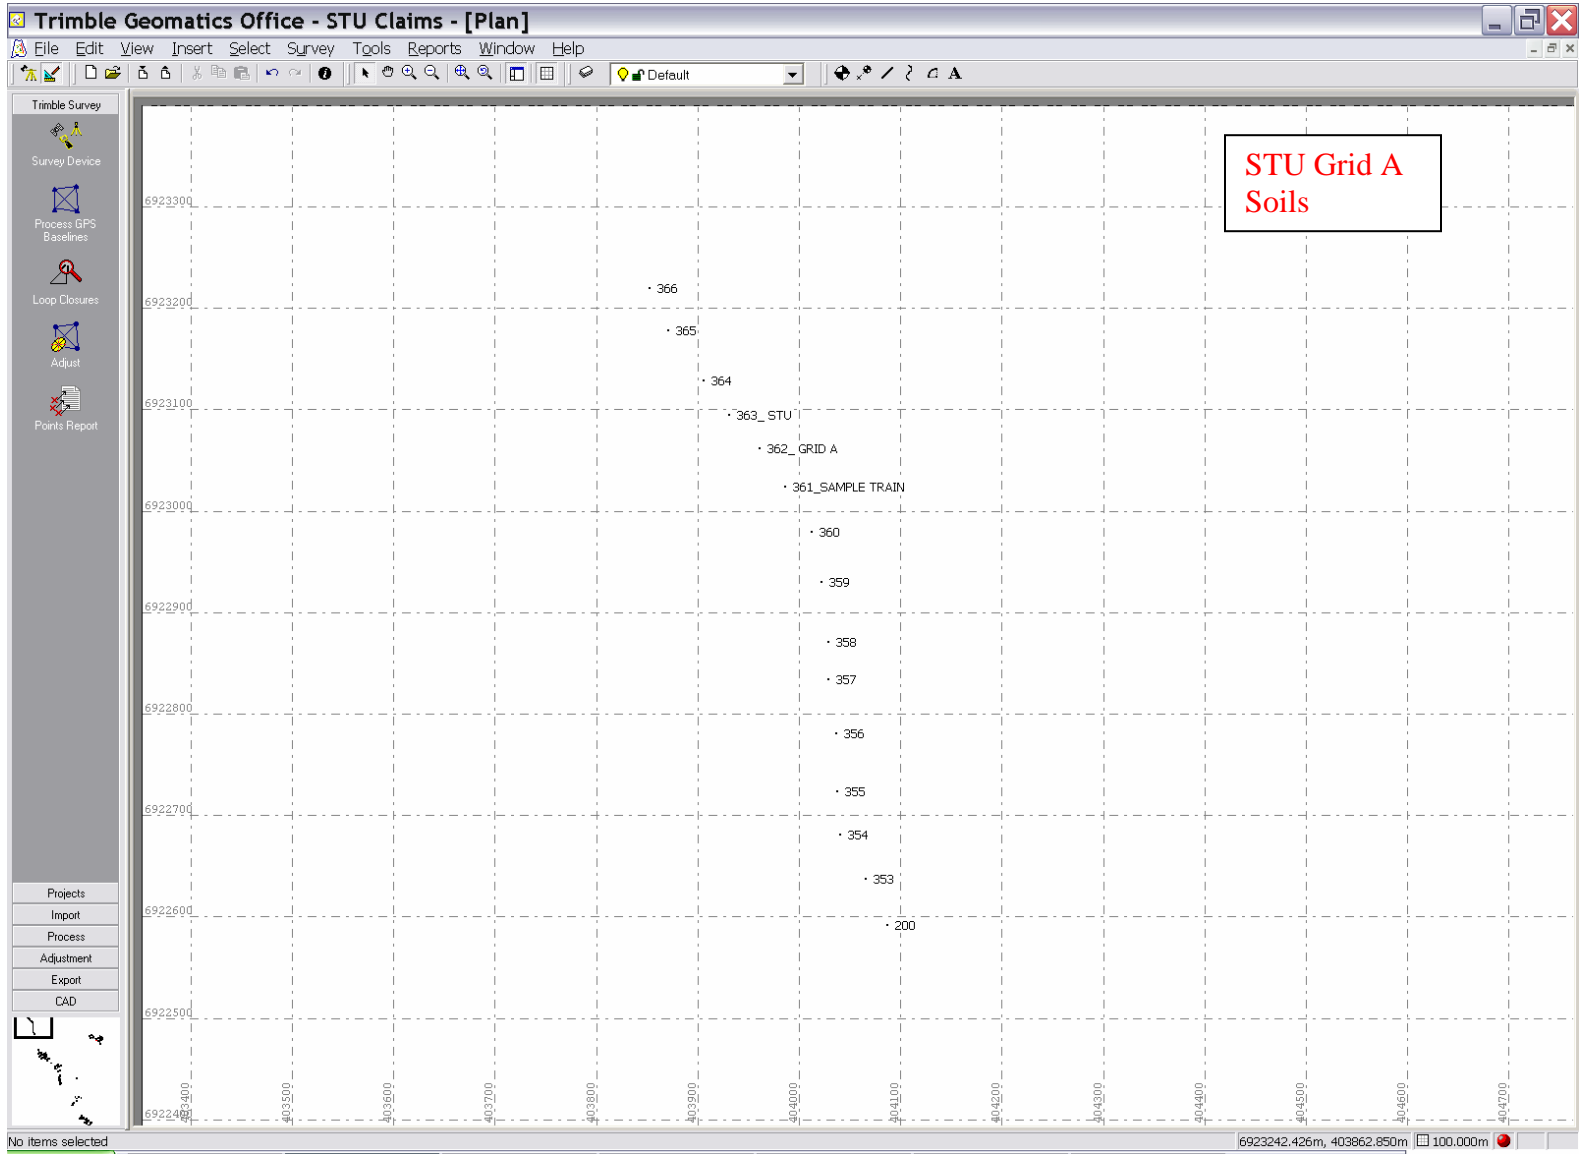 Trimble Geomatics Office - STU Claims - [Plan]
File Edit View Insert Select Survey Tools Reports Window Help
Default
A
Trimble Survey
Survey Device
Process GPS
Baselines
Loop Closures
Adjust
Points Report
Projects
Import
Process
Adjustment
Export
CAD
STU Grid A
Soils
6923300
6923200
6923100
6923000
6922900
6922800
6922700
6922600
6922500
6922400
366
365
364
363_ STU
362_ GRID A
361_SAMPLE TRAIN
360
359
358
357
356
355
354
353
200
403400
403500
403600
403700
403800
403900
404000
404100
404200
404300
404400
404500
404600
404700
No items selected
6923242.426m, 403862.850m
100.000m